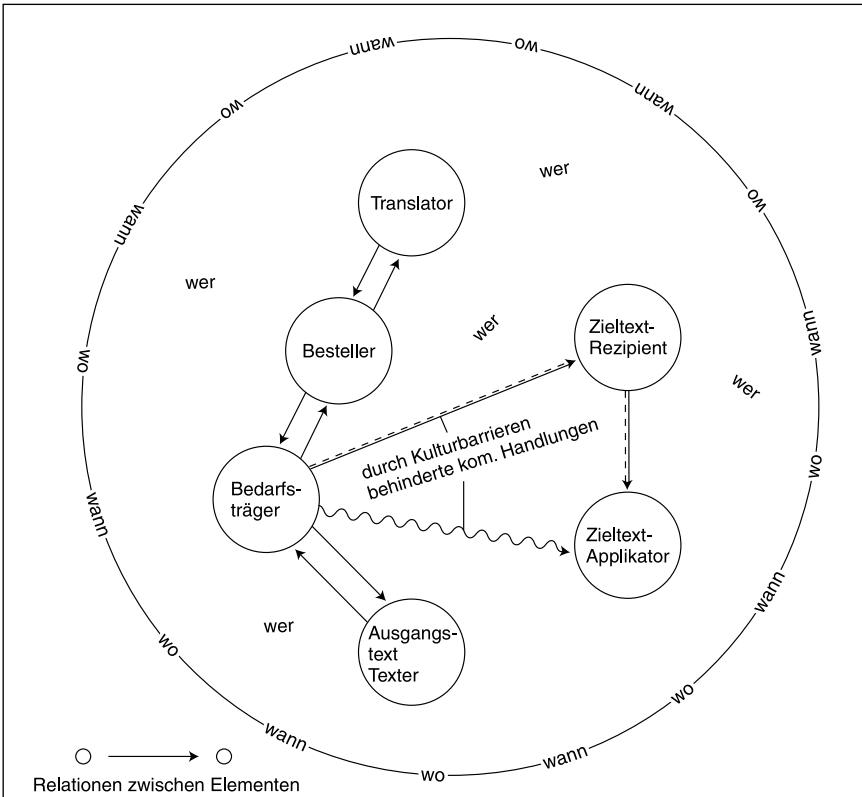 wo
wann
wo
wann
wo
wann
wo
wann
wo
wann
wo
wann
wo
wann
wo
wann
wo
wann
wer
wer
wer
wer
wer
Translator
Besteller
Zieltext-
Rezipient
durch Kulturbarrieren
behinderte kom. Handlungen
Bedarfs-
träger
Zieltext-
Applikator
Ausgangs-
text
Texter
Relationen zwischen Elementen